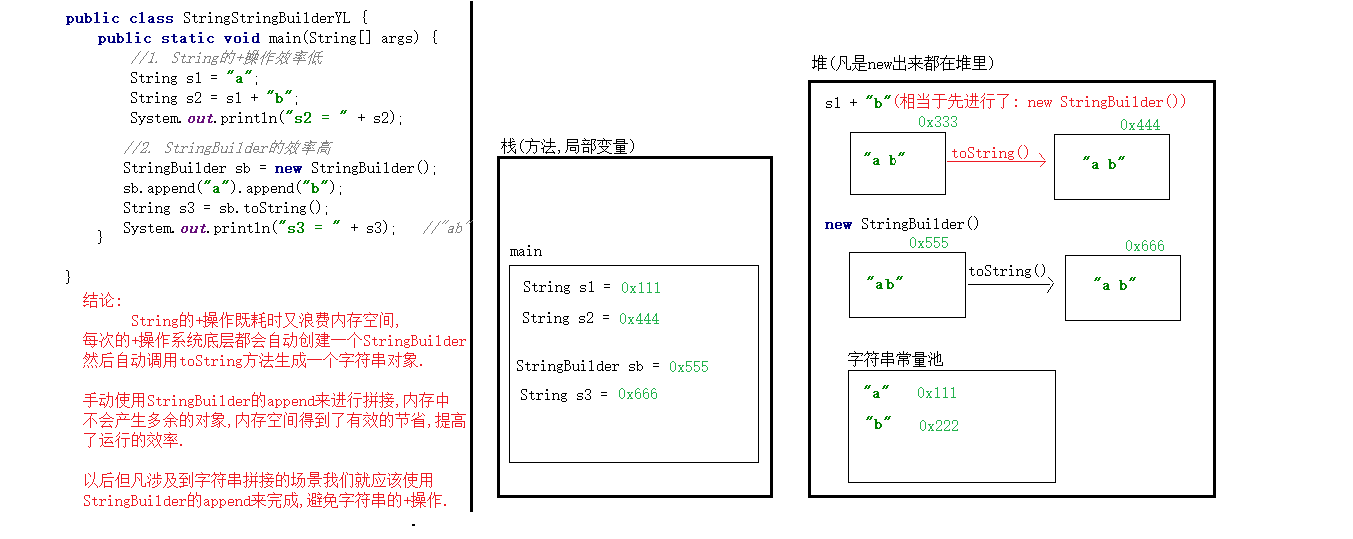 public class StringStringBuilderYL {
public static void main(String[] args) {
//1. String的+操作效率低
String s1 = "a";
String s2 = s1 + "b";
System.out.println("s2 = " + s2);
//2. StringBuilder的效率高
StringBuilder sb = new StringBuilder();
sb.append("a").append("b");
String s3 = sb.toString();
System.out.println("s3 = " + s3); //"ab"
}
}
结论:
String的+操作既耗时又浪费内存空间,
每次的+操作系统底层都会自动创建一个StringBuilder
然后自动调用toString方法生成一个字符串对象.
手动使用StringBuilder的append来进行拼接,内存中
不会产生多余的对象,内存空间得到了有效的节省,提高
了运行的效率.
以后但凡涉及到字符串拼接的场景我们就应该使用
StringBuilder的append来完成,避免字符串的+操作.
栈(方法,局部变量)
main
String s1 = 0x111
String s2 = 0x444
StringBuilder sb = 0x555
String s3 = 0x666
堆(凡是new出来都在堆里)
s1 + "b"(相当于先进行了: new StringBuilder())
0x333
0x444
"a b"
toString()
"a b"
new StringBuilder()
0x555
0x666
"ab"
toString()
"a b"
字符串常量池
"a" 0x111
"b" 0x222